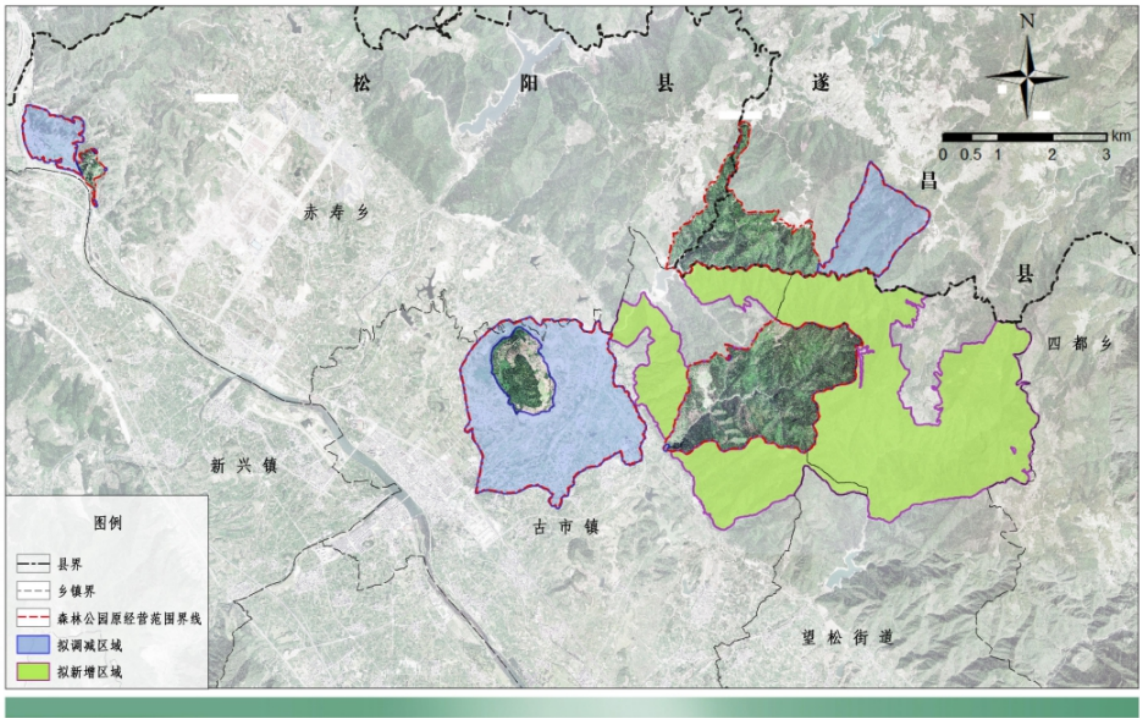 N
松 阳 县 遂
km
0 0.5 1 2 3
昌
赤寿乡
县
四都乡
新兴镇
古市镇
望松街道
图例
县界
乡镇界
森林公园原经营范围界线
拟调减区域
拟新增区域